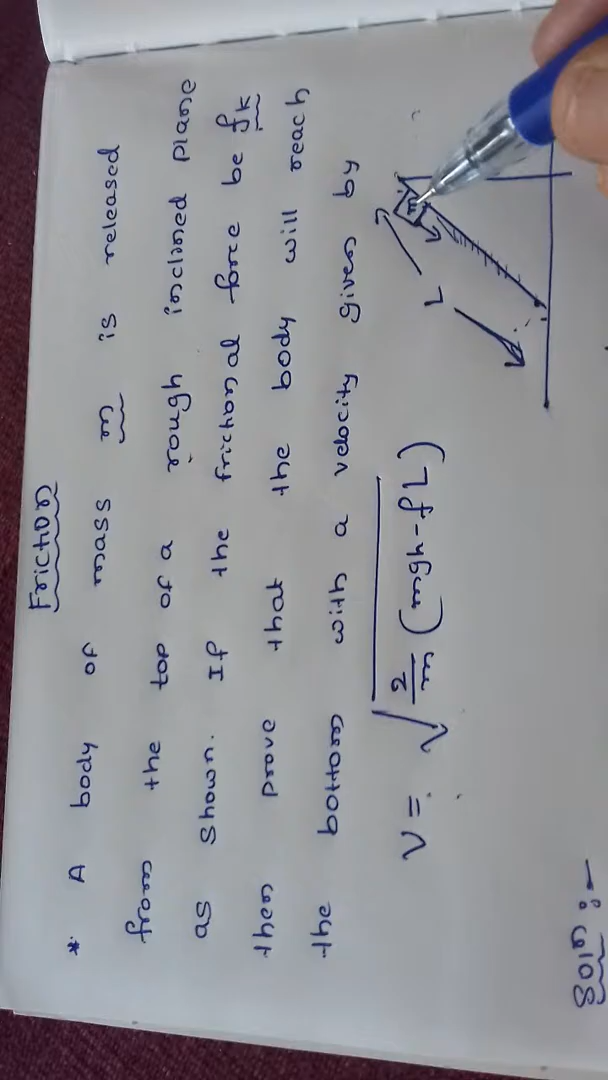 Friction
* A body of mass m is released
from the top of a rough inclined plane
as shown. If the frictional force be fk
then prove that the body will reach
the bottom with a velocity given by
V = √2/m (mgh - fL)
m
L
Soln :-